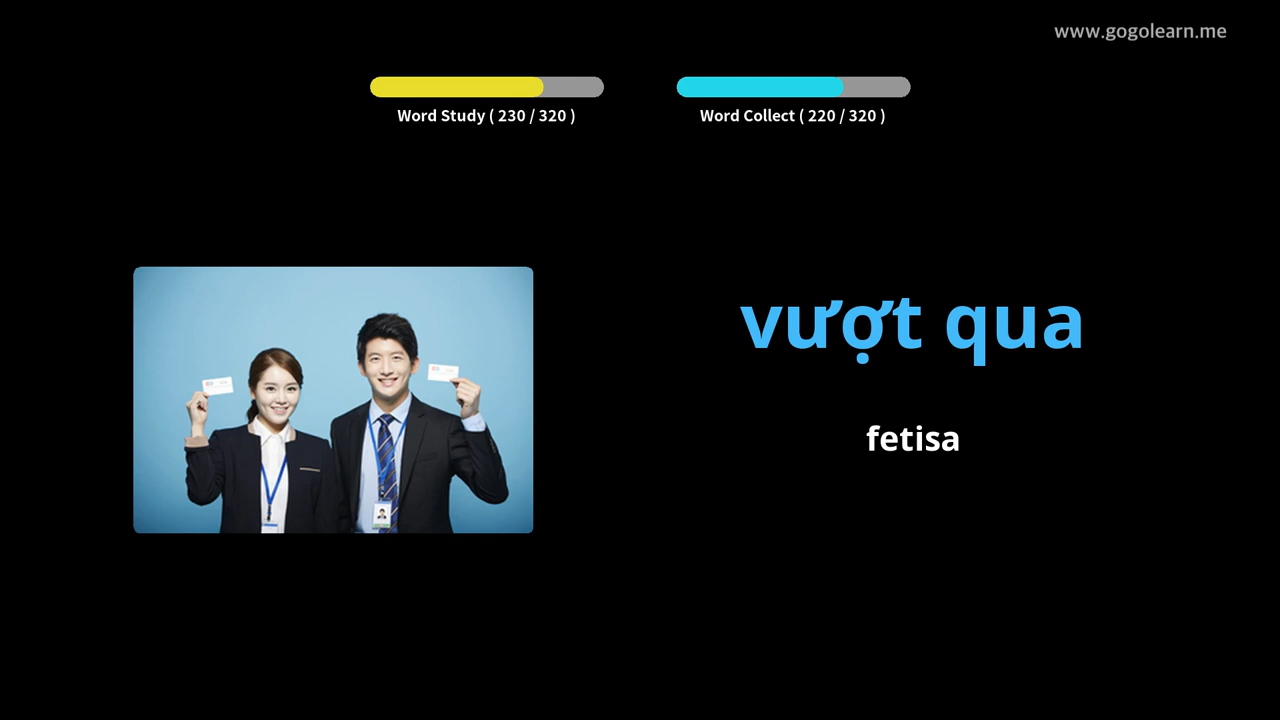 www.gogolearn.me
Word Study ( 230 / 320 )
Word Collect ( 220 / 320 )
vượt qua
fetisa